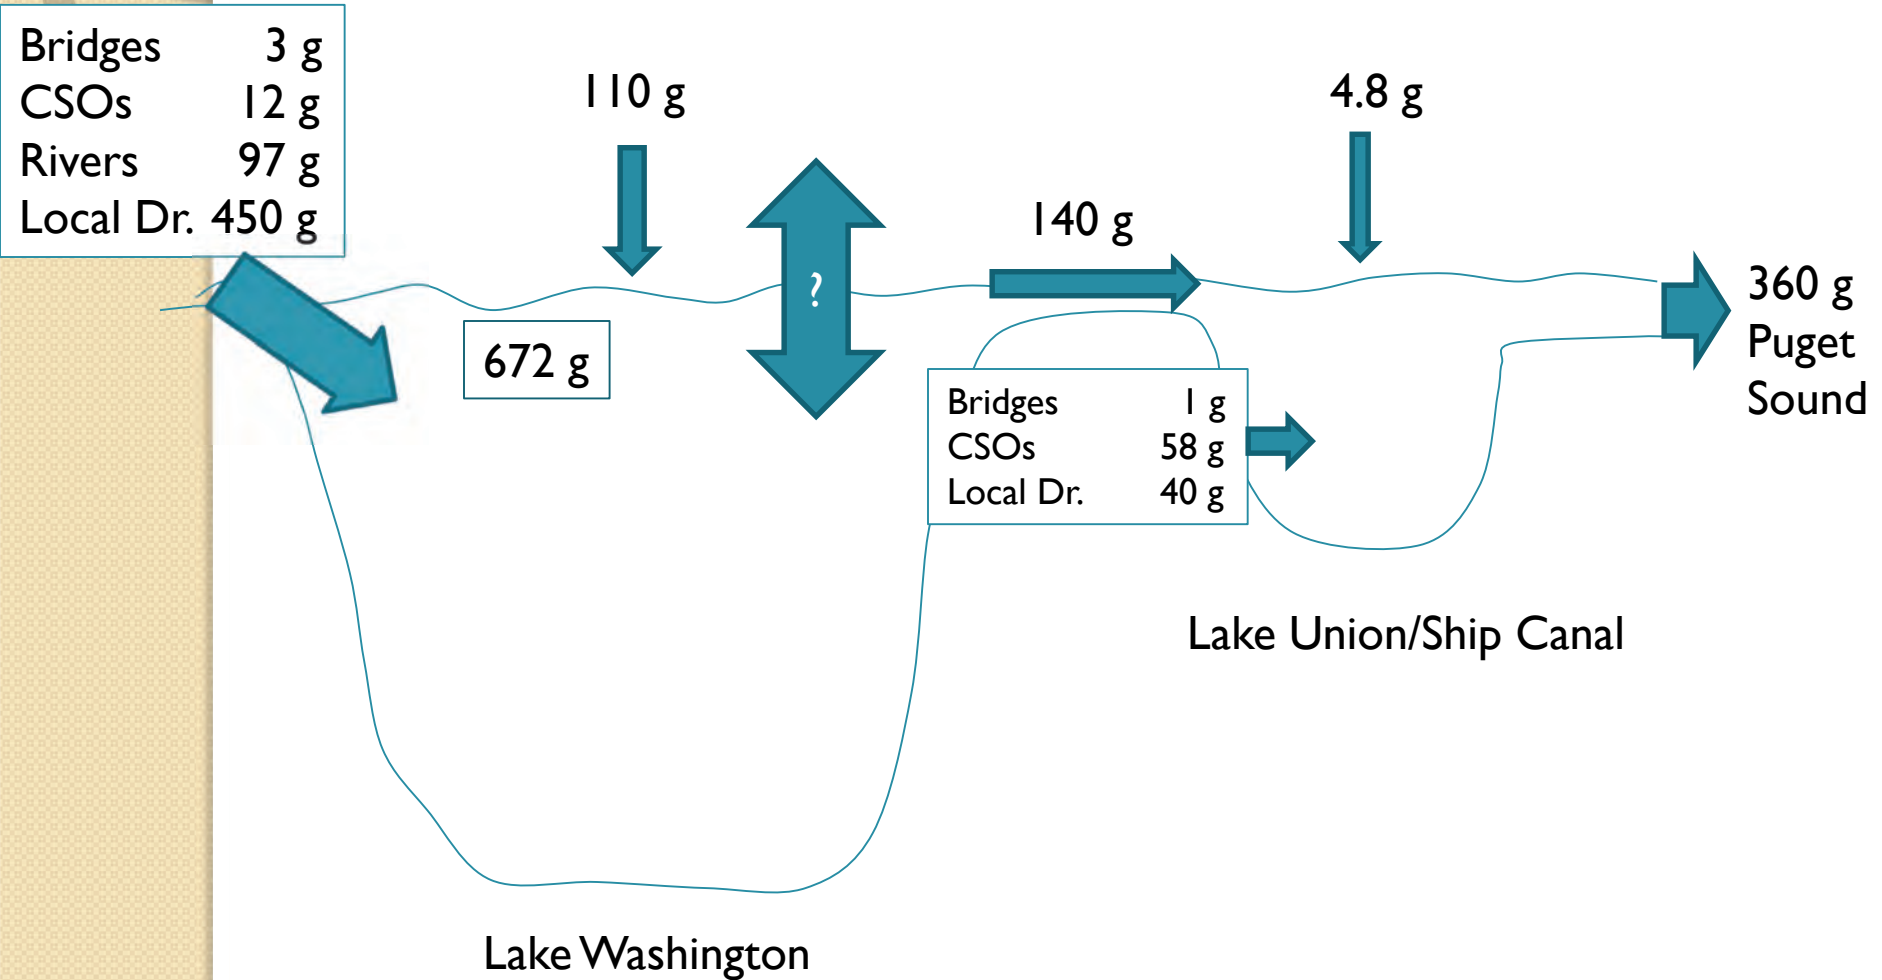 Bridges 3 g
CSOs 12 g
Rivers 97 g
Local Dr. 450 g
110 g
4.8 g
140 g
?
672 g
360 g
Puget
Sound
Bridges 1 g
CSOs 58 g
Local Dr. 40 g
Lake Union/Ship Canal
Lake Washington